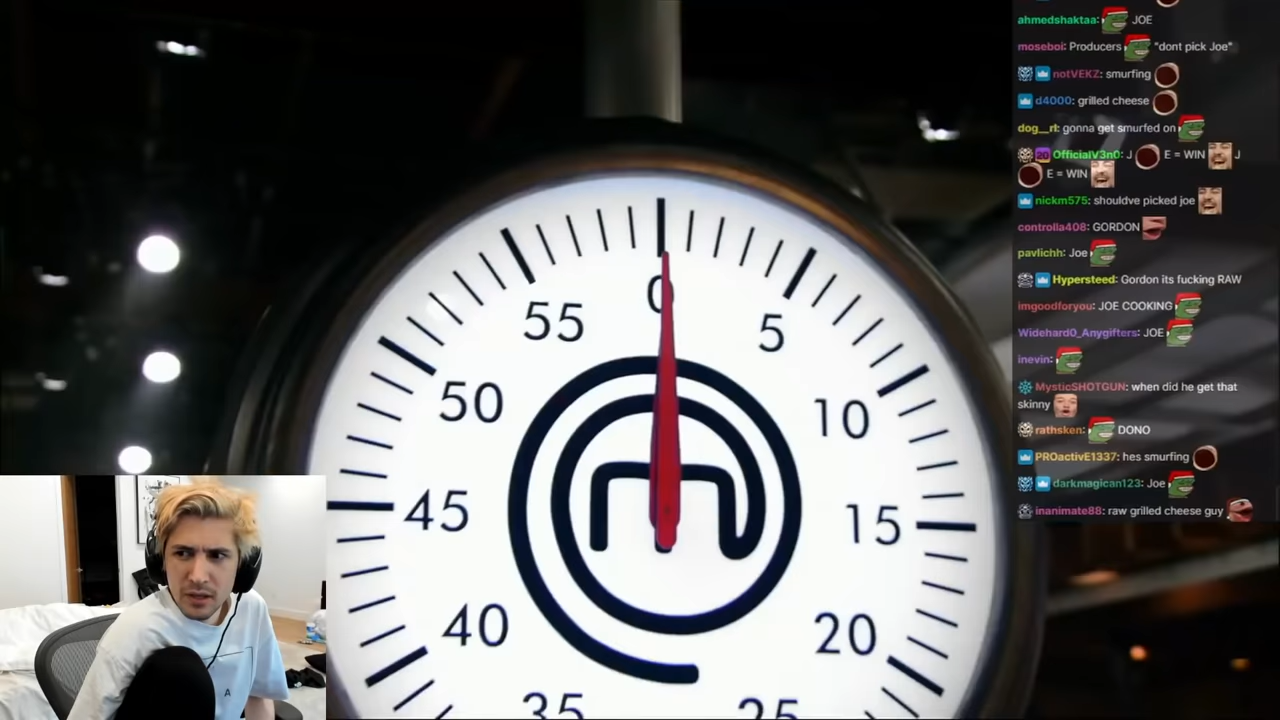 ahmedshaktaa: JOE
moseboi: Producers "dont pick Joe"
notVEKZ: smurfing
d4000: grilled cheese
dog__rl: gonna get smurfed on
20 OfficialV3n0: J E = WIN J
E = WIN
nickm575: shouldve picked joe
controlla408: GORDON
pavlichh: Joe
Hypersteed: Gordon its fucking RAW
imgoodforyou: JOE COOKING
Widehard0_Anygifters: JOE
inevin:
MysticSHOTGUN: when did he get that
skinny
rathsken: DONO
PROactivE1337: hes smurfing
darkmagican123: Joe
inanimate88: raw grilled cheese guy
0
5
10
15
20
25
35
40
45
50
55
A